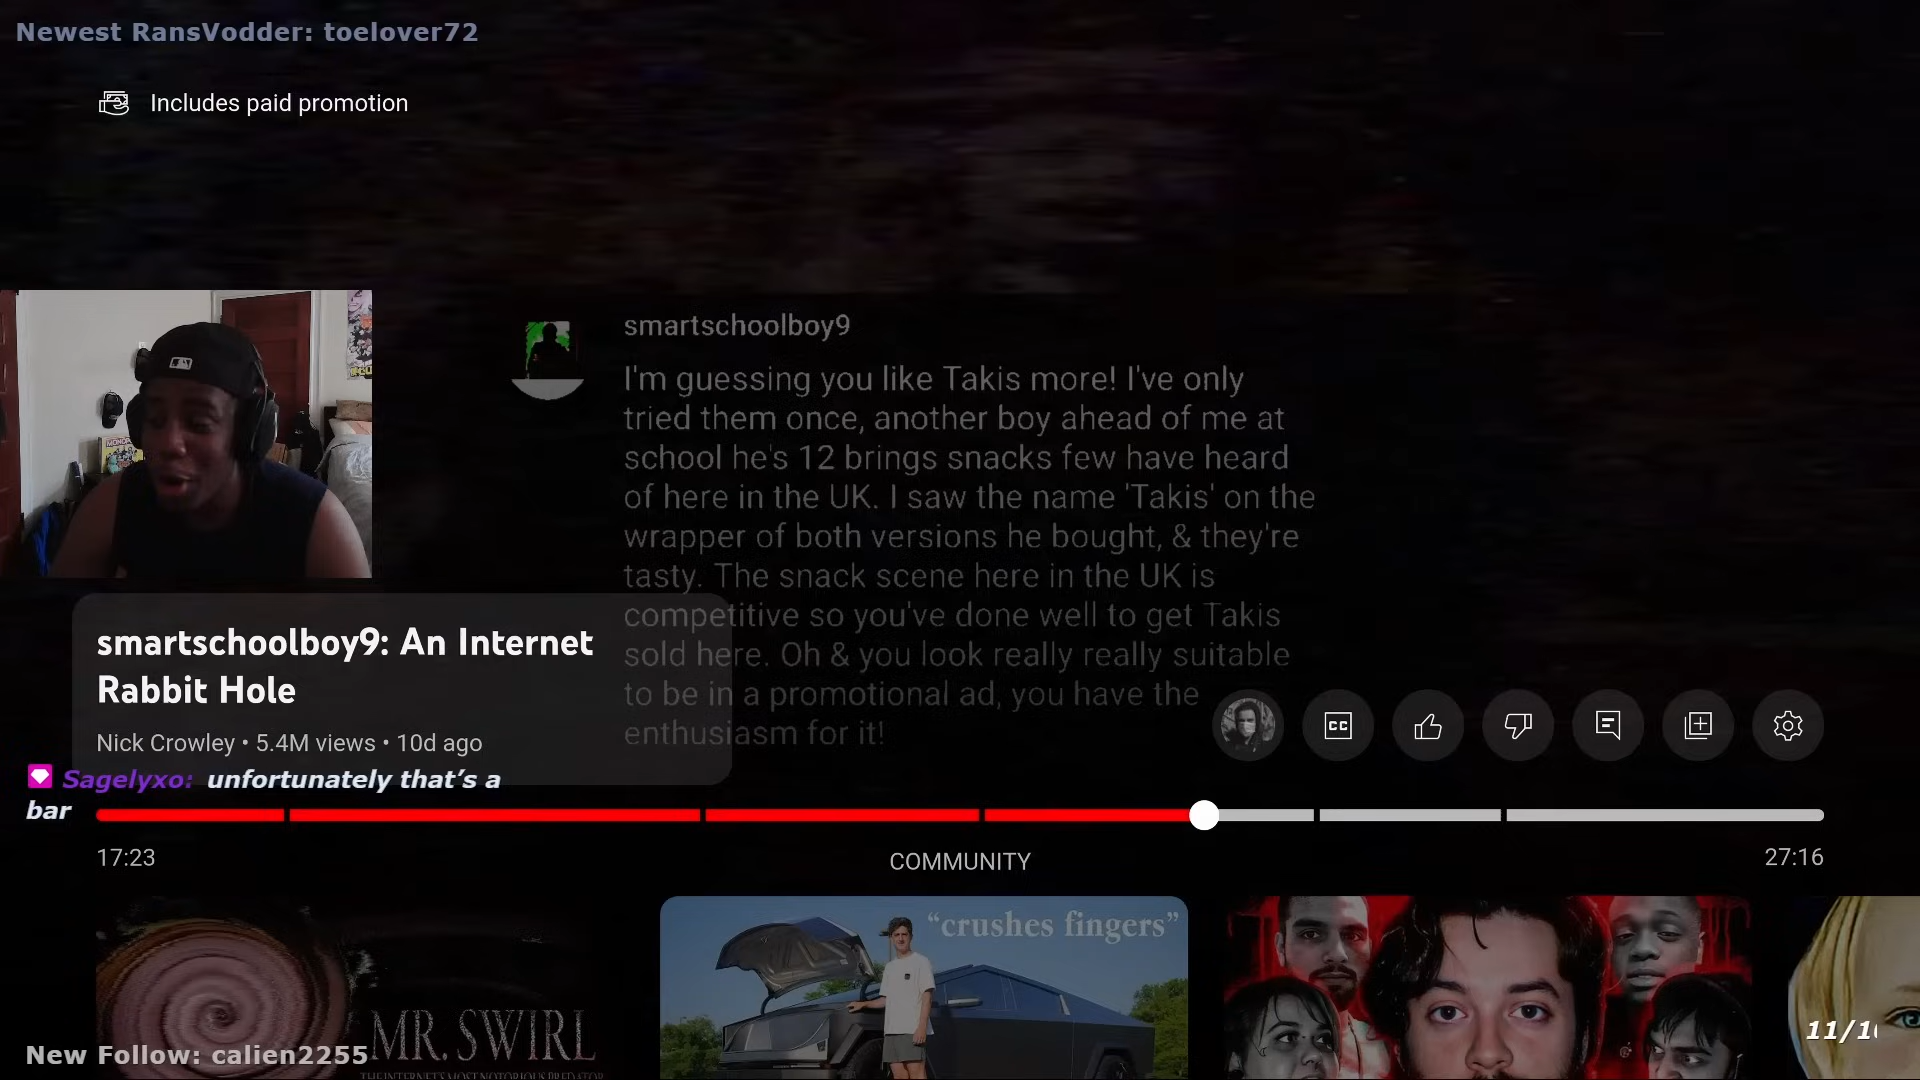 Newest RansVodder: toelover72
Includes paid promotion
smartschoolboy9
I'm guessing you like Takis more! I've only
tried them once, another boy ahead of me at
school he's 12 brings snacks few have heard
of here in the UK. I saw the name 'Takis' on the
wrapper of both versions he bought, & they're
tasty. The snack scene here in the UK is
competitive so you've done well to get Takis
sold here. Oh & you look really really suitable
to be in a promotional ad, you have the
enthusiasm for it!
smartschoolboy9: An Internet
Rabbit Hole
Nick Crowley • 5.4M views • 10d ago
CC
Sagelyxo: unfortunately that’s a
bar
17:23
27:16
COMMUNITY
“crushes fingers”
MR. SWIRL
THE INTERNET'S MOST NOTORIOUS PREDATOR
New Follow: calien2255
11/1